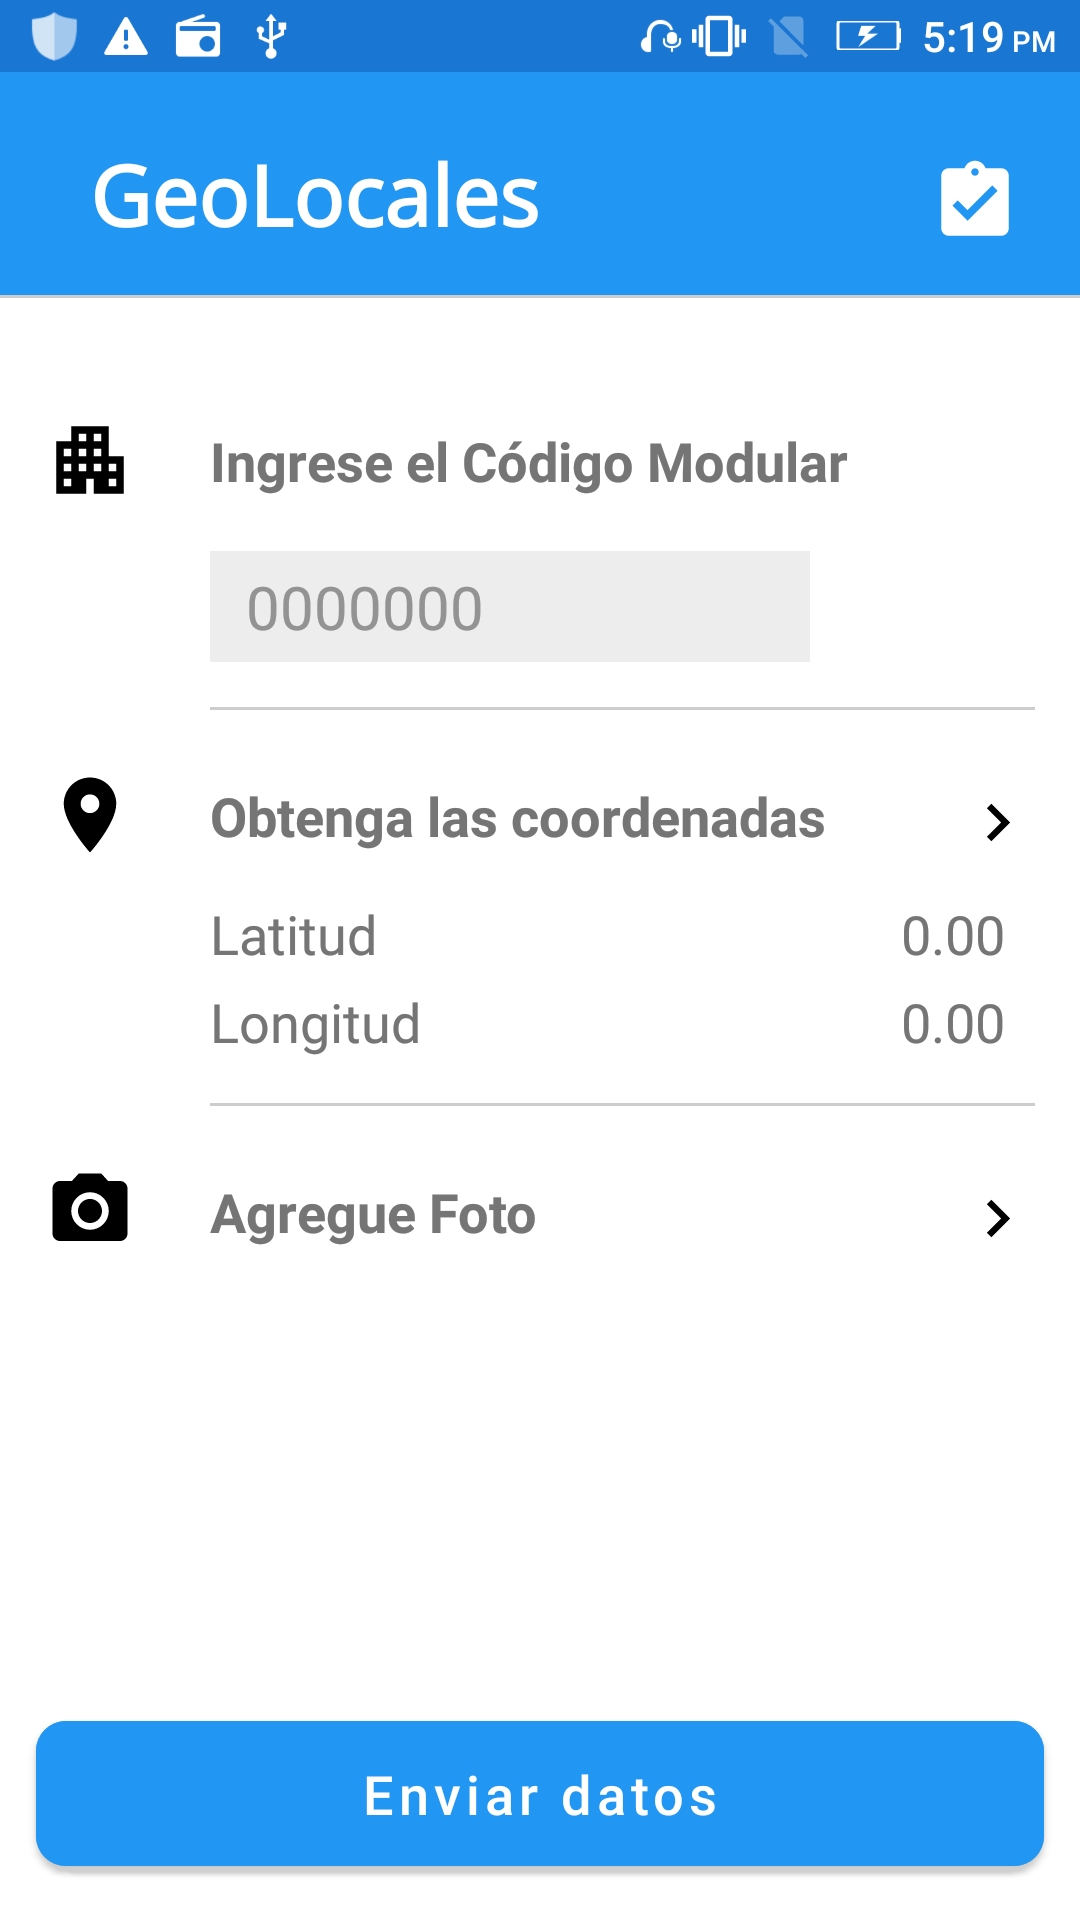 5:19 PM
GeoLocales
Ingrese el Código Modular
0000000
Obtenga las coordenadas
Latitud 0.00
Longitud 0.00
Agregue Foto
Enviar datos